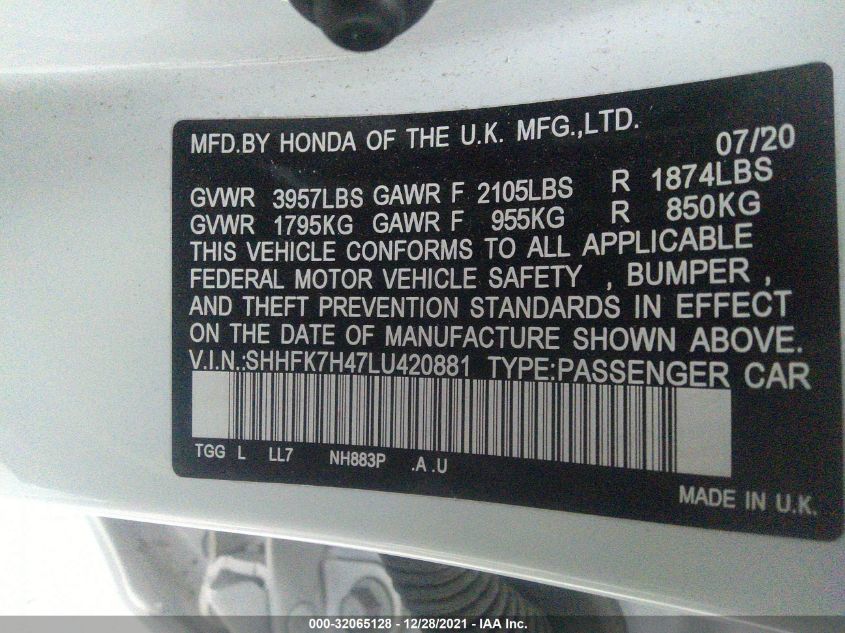 MFD.BY HONDA OF THE U.K. MFG.,LTD. 07/'20
GVWR 3957LBS GAWR F 2105LBS R 1874LBS
GVWR 1795KG GAWR F 955KG R 850KG
THIS VEHICLE CONFORMS TO ALL APPLICABLE
FEDERAL MOTOR VEHICLE SAFETY , BUMPER ,
AND THEFT PREVENTION STANDARDS IN EFFECT
ON THE DATE OF MANUFACTURE SHOWN ABOVE.
V.I.N.:SHHFK7H47LU420881 TYPE:PASSENGER CAR
TGG L LL7 NH883P .A .U
MADE IN U.K.
000-32065128 - 12/28/2021 - IAA Inc.